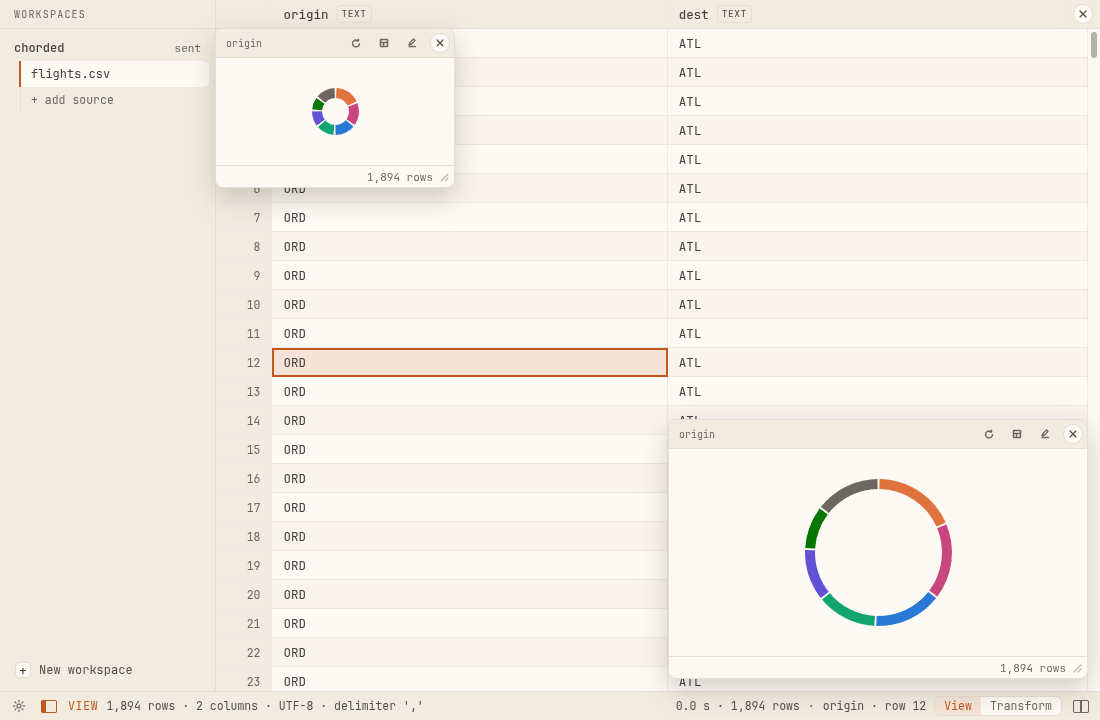 WORKSPACES
chorded sent
flights.csv
+ add source
+ New workspace
origin TEXT dest TEXT
origin
1,894 rows
ATL
ATL
ATL
ATL
ATL
6 ORD ATL
7 ORD ATL
8 ORD ATL
9 ORD ATL
10 ORD ATL
11 ORD ATL
12 ORD ATL
13 ORD ATL
14 ORD ATL
15 ORD
16 ORD
17 ORD
18 ORD
19 ORD
20 ORD
21 ORD
22 ORD
23 ORD ATL
origin
1,894 rows
VIEW 1,894 rows · 2 columns · UTF-8 · delimiter ',' 0.0 s · 1,894 rows · origin · row 12 View Transform